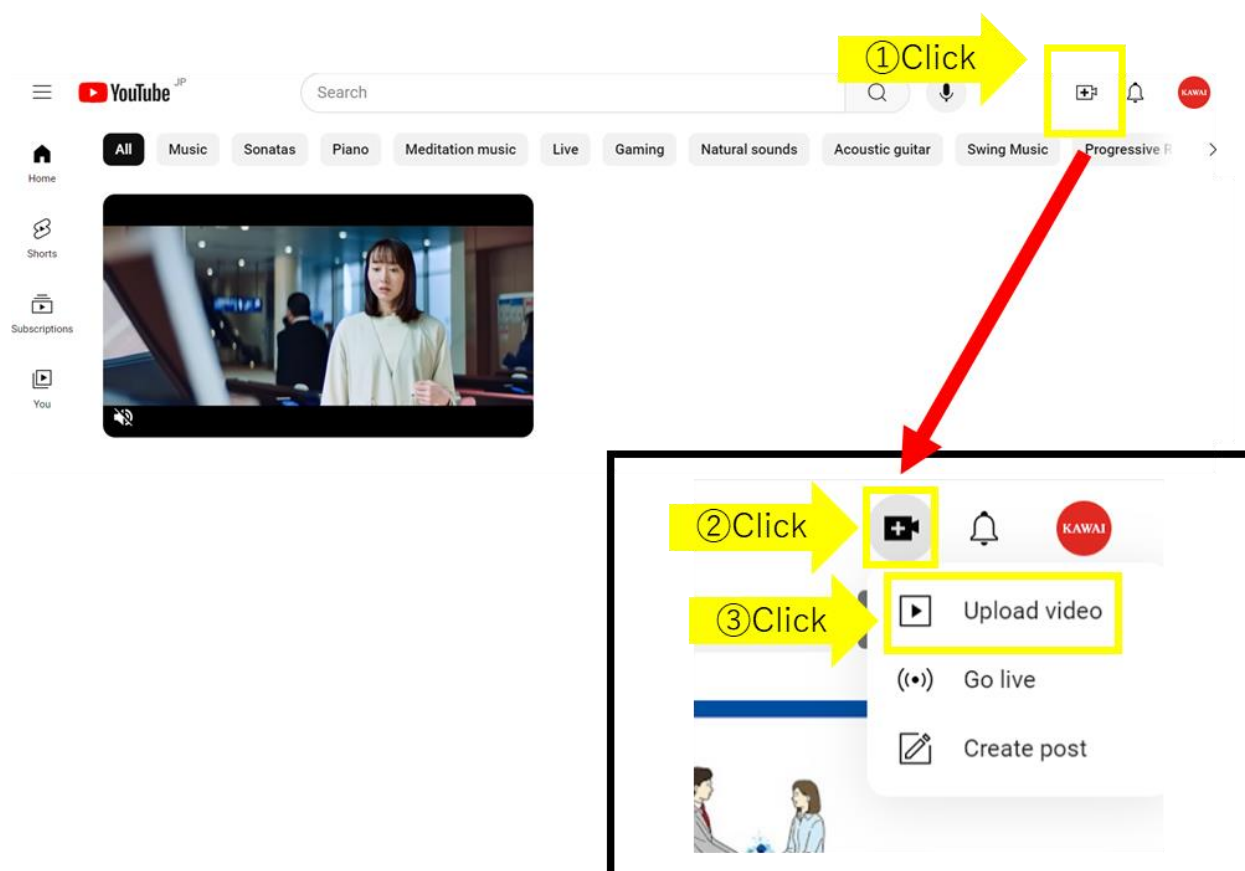 ①Click
YouTube JP
Search
KAWAI
All Music Sonatas Piano Meditation music Live Gaming Natural sounds Acoustic guitar Swing Music Progressive R
Home
Shorts
Subscriptions
You
②Click
KAWAI
③Click
Upload video
Go live
Create post